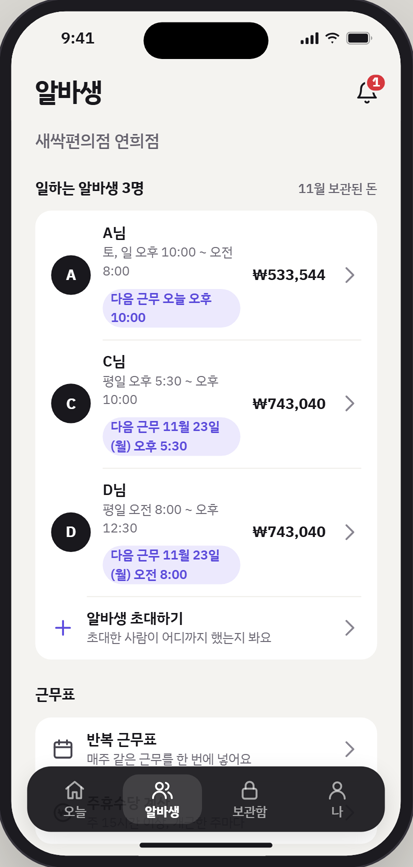 9:41
알바생
1
새싹편의점 연희점
일하는 알바생 3명
11월 보관된 돈
A
A님
토, 일 오후 10:00 ~ 오전
8:00
다음 근무 오늘 오후
10:00
₩533,544
C
C님
평일 오후 5:30 ~ 오후
10:00
다음 근무 11월 23일
(월) 오후 5:30
₩743,040
D
D님
평일 오전 8:00 ~ 오후
12:30
다음 근무 11월 23일
(월) 오전 8:00
₩743,040
알바생 초대하기
초대한 사람이 어디까지 했는지 봐요
근무표
반복 근무표
매주 같은 근무를 한 번에 넣어요
오늘
알바생
보관함
나